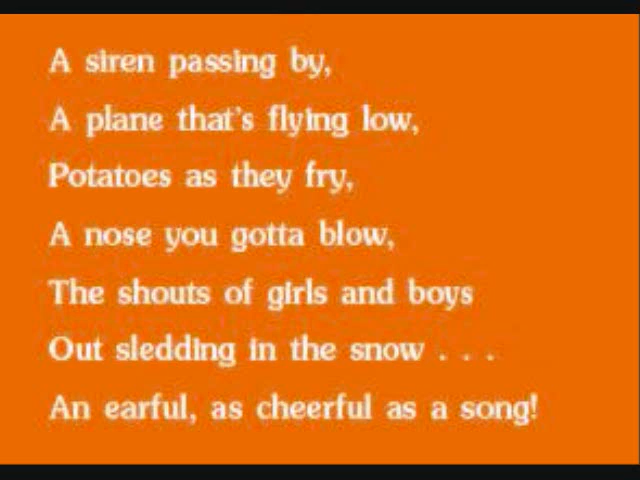 A siren passing by,
A plane that's flying low,
Potatoes as they fry,
A nose you gotta blow,
The shouts of girls and boys
Out sledding in the snow . . .
An earful, as cheerful as a song!